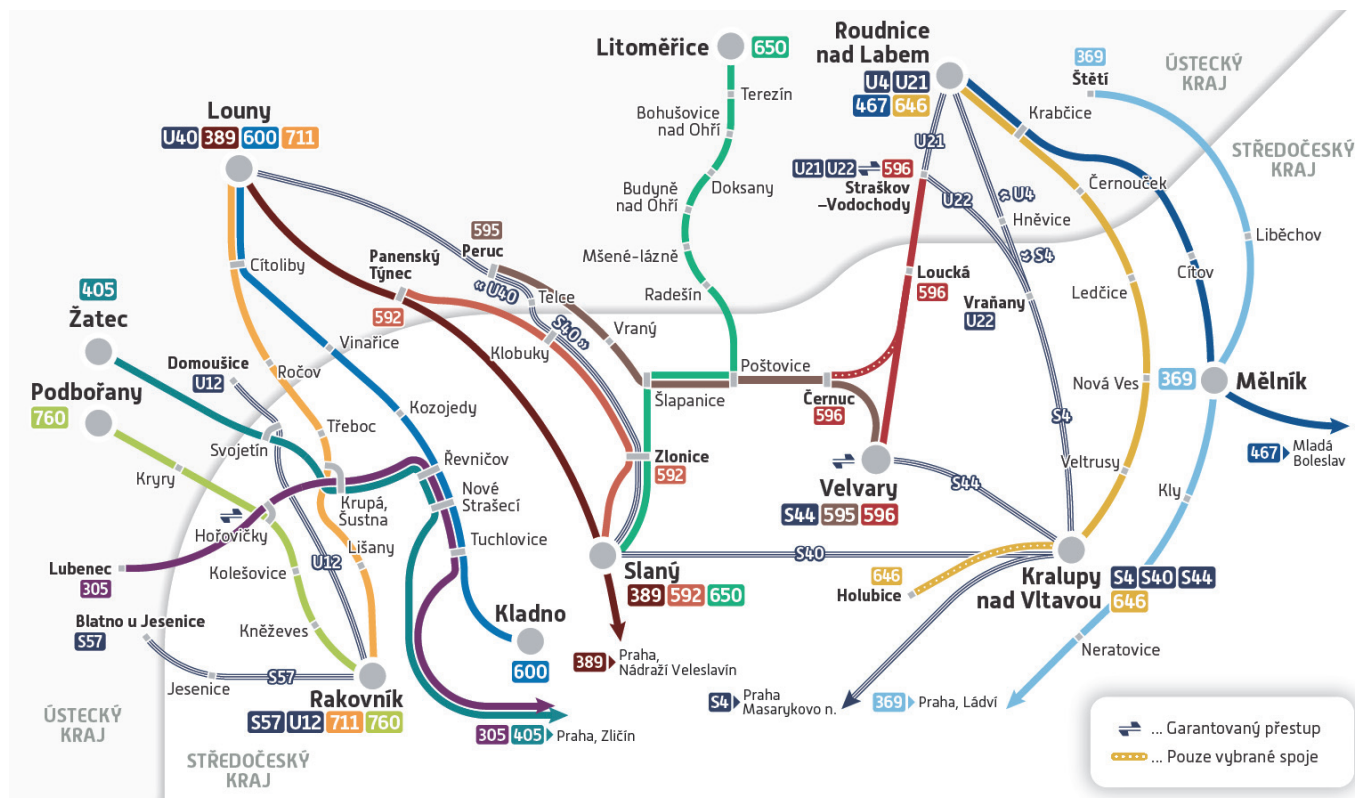 Litoměřice 650
Terezín
Bohušovice
nad Ohří
Doksany
Budyně
nad Ohří
Mšené-lázně
Radešín
Roudnice
nad Labem
U4 U21
467 646
369
Štětí
ÚSTECKÝ
KRAJ
STŘEDOČESKÝ
KRAJ
Krabčice
Černouček
Liběchov
Cítov
Ledčice
Nová Ves
Veltrusy
369 Mělník
467 Mladá
Boleslav
Kly
Neratovice
369 Praha, Ládví
U21
U21 U22 596
Straškov
–Vodochody
U22
« U4
Hněvice
« S4
Vraňany
U22
Loucká
596
S4
Louny
U40 389 600 711
Cítoliby
Vinařice
Kozojedy
Panenský
Týnec
592
595
Peruc
« U40
Telce
S40 »
Klobuky
Vraný
Šlapanice
Poštovice
Černuc
596
Zlonice
592
Velvary
S44 595 596
S44
S40
Slaný
389 592 650
389 Praha,
Nádraží Veleslavín
646
Holubice
Kralupy
nad Vltavou
S4 S40 S44
646
S4 Praha
Masarykovo n.
405
Žatec
Podbořany
760
Domoušice
U12
Ročov
Třeboc
Svojetín
Kryry
Krupá,
Šustna
Řevničov
Nové
Strašecí
Tuchlovice
Hořovičky
Lubenec
305
Kolešovice
U12
Lišany
Kněževes
Blatno u Jesenice
S57
Jesenice
S57
Rakovník
S57 U12 711 760
Kladno
600
305 405 Praha, Zličín
ÚSTECKÝ
KRAJ
STŘEDOČESKÝ
KRAJ
... Garantovaný přestup
... Pouze vybrané spoje